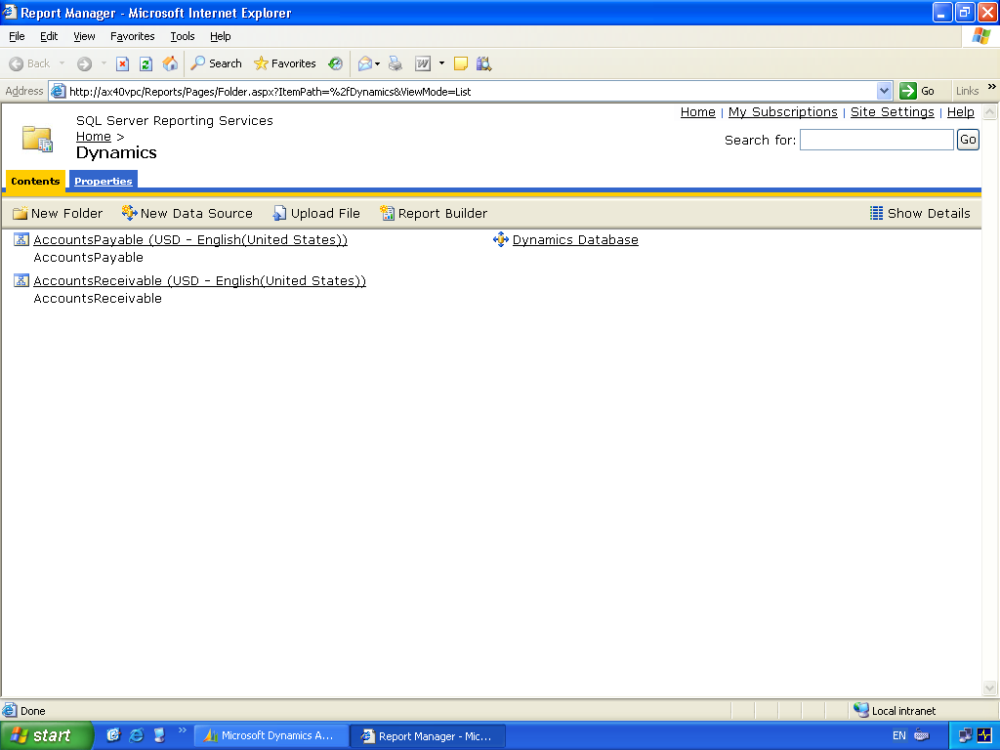 Report Manager - Microsoft Internet Explorer
File Edit View Favorites Tools Help
Back Search Favorites
Address http://ax40vpc/Reports/Pages/Folder.aspx?ItemPath=%2fDynamics&ViewMode=List Go Links »
Home | My Subscriptions | Site Settings | Help
SQL Server Reporting Services
Home >
Dynamics
Search for: Go
Contents Properties
New Folder New Data Source Upload File Report Builder Show Details
AccountsPayable (USD - English(United States)) Dynamics Database
AccountsPayable
AccountsReceivable (USD - English(United States))
AccountsReceivable
Done Local intranet
start » Microsoft Dynamics A... Report Manager - Mic... EN